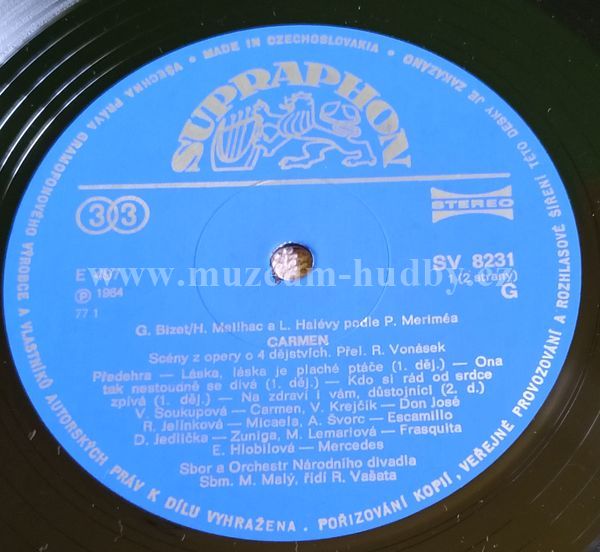 VŠECHNA PRÁVA GRAMOFONOVÉHO VÝROBCE A VLASTNÍKŮ AUTORSKÝCH PRÁV K DÍLU VYHRAŽENA . POŘIZOVÁNÍ KOPIÍ, VEŘEJNÉ PROVOZOVÁNÍ A ROZHLASOVÉ ŠÍŘENÍ TÉTO DESKY JE ZAKÁZÁNO • MADE IN CZECHOSLOVAKIA •
SUPRAPHON
33
STEREO
SV 8231
(2 strany)
G
℗ 1964
77 1
www.muzeum-hudby.cz
G. Bizet/H. Meilhac a L. Halévy podle P. Meriméa
CARMEN
Scény z opery o 4 dějstvích. Přel. R. Vonásek
Předehra — Láska, láska je plaché ptáče (1. děj.) — Ona
tak nestoudně se dívá (1. děj.) — Kdo si rád od srdce
zpívá (1. děj.) — Na zdraví i vám, důstojníci (2. d.)
V. Soukupová — Carmen, V. Krejčík — Don José
R. Jelínková — Micaela, A. Švorc — Escamillo
D. Jedlička — Zuniga, M. Lemariová — Frasquita
E. Hlobilová — Mercedes
Sbor a Orchestr Národního divadla
Sbm. M. Malý, řídí R. Vašata